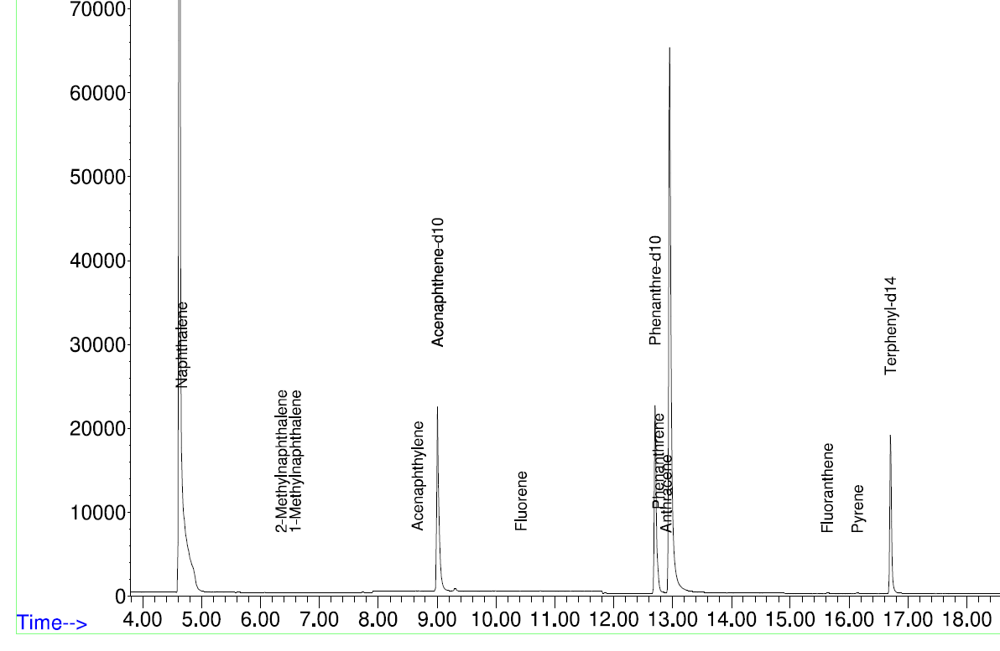 70000
60000
50000
40000
30000
20000
10000
0
Naphthalene
2-Methylnaphthalene
1-Methylnaphthalene
Acenaphthylene
Acenaphthene-d10
Fluorene
Phenanthre-d10
Phenanthrene
Anthracene
Fluoranthene
Pyrene
Terphenyl-d14
Time--> 4.00 5.00 6.00 7.00 8.00 9.00 10.00 11.00 12.00 13.00 14.00 15.00 16.00 17.00 18.00